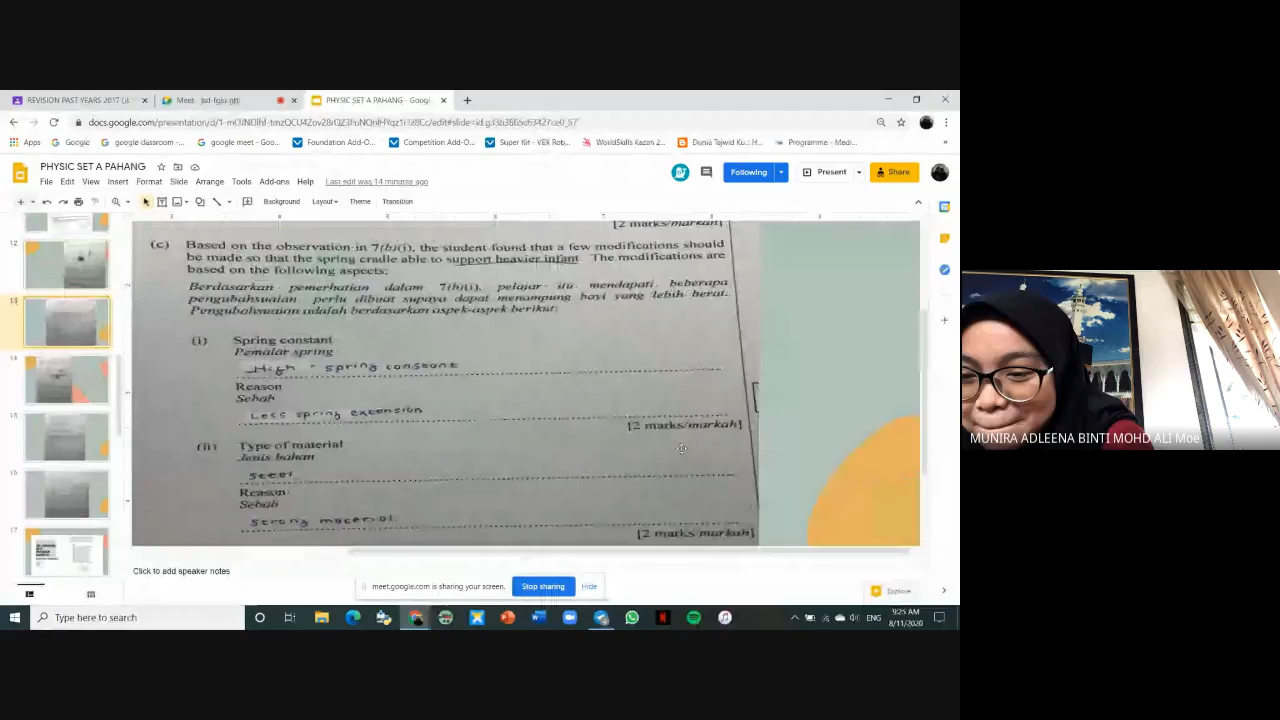 REVISION PAST YEARS 2017 (J
Meet
PHYSIC SET A PAHANG - Goog
Apps
Google
google classroom -...
google meet - Goo...
Foundation Add-O...
Competition Add-O...
Super Kit - VEX Rob...
WorldSkills Kazan 2...
Dunia Tajwid Ku:: H...
Programme - Medi...
PHYSIC SET A PAHANG
Following
Present
Share
File Edit View Insert Format Slide Arrange Tools Add-ons Help Last edit was 14 minutes ago
Background Layout Theme Transition
[2 marks/markah]
(c) Based on the observation in 7(b)(i), the student found that a few modifications should
be made so that the spring cradle able to support heavier infant. The modifications are
based on the following aspects:
Berdasarkan pemerhatian dalam 7(b)(i), pelajar itu mendapati beberapa
pengubahsuaian perlu dibuat supaya dapat menampung bayi yang lebih berat.
Pengubahsuaian adalah berdasarkan aspek-aspek berikut:
(i) Spring constant
Pemalar spring
High - spring constant
Reason
Sebab
Less spring extension
[2 marks/markah]
(ii) Type of material
Jenis bahan
Steel
Reason
Sebab
Strong material
[2 marks/markah]
12
13
14
15
17
Click to add speaker notes
meet.google.com is sharing your screen.
Stop sharing
Hide
Explore
Type here to search
ENG
9:25 AM
8/11/2020
MUNIRA ADLEENA BINTI MOHD ALI Moe